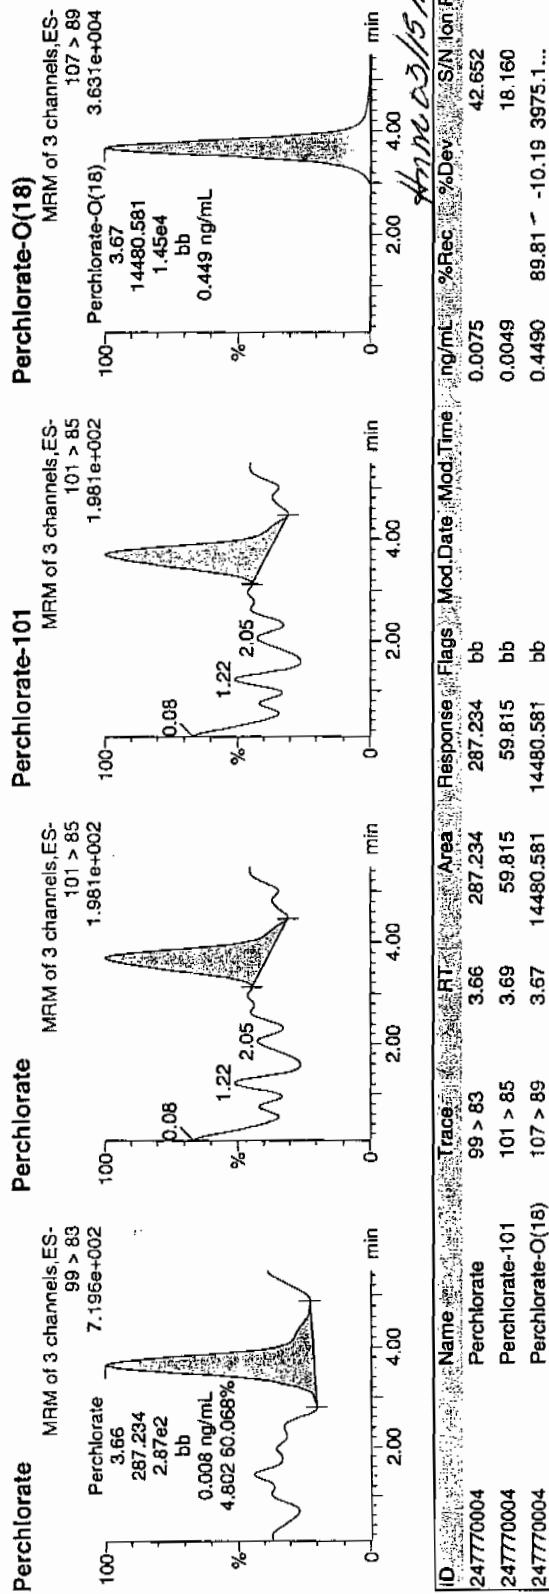 Perchlorate
MRM of 3 channels,ES-
99 > 83
7.196e+002
100
Perchlorate
3.66
287.234
2.87e2
bb
0.008 ng/mL
4.802 60.068%
%
0
2.00
4.00
min
Perchlorate
MRM of 3 channels,ES-
101 > 85
1.981e+002
100
0.08
1.22
2.05
%
0
2.00
4.00
min
Perchlorate-101
MRM of 3 channels,ES-
101 > 85
1.981e+002
100
0.08
1.22
2.05
%
0
2.00
4.00
min
Perchlorate-O(18)
MRM of 3 channels,ES-
107 > 89
3.631e+004
100
Perchlorate-O(18)
3.67
14480.581
1.45e4
bb
0.449 ng/mL
%
0
2.00
4.00
min
03/15/1
ID Name Trace RT Area Response Flags Mod.Date Mod.Time ng/mL %Rec %Dev S/N Ion R
247770004 Perchlorate 99 > 83 3.66 287.234 287.234 bb 0.0075 42.652
247770004 Perchlorate-101 101 > 85 3.69 59.815 59.815 bb 0.0049 18.160
247770004 Perchlorate-O(18) 107 > 89 3.67 14480.581 14480.581 bb 0.4490 89.81 -10.19 3975.1...